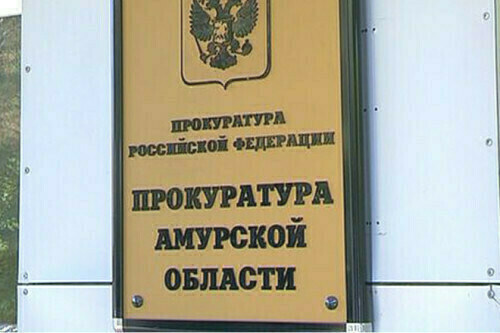 ПРОКУРАТУРА
РОССИЙСКОЙ ФЕДЕРАЦИИ
ПРОКУРАТУРА
АМУРСКОЙ
ОБЛАСТИ